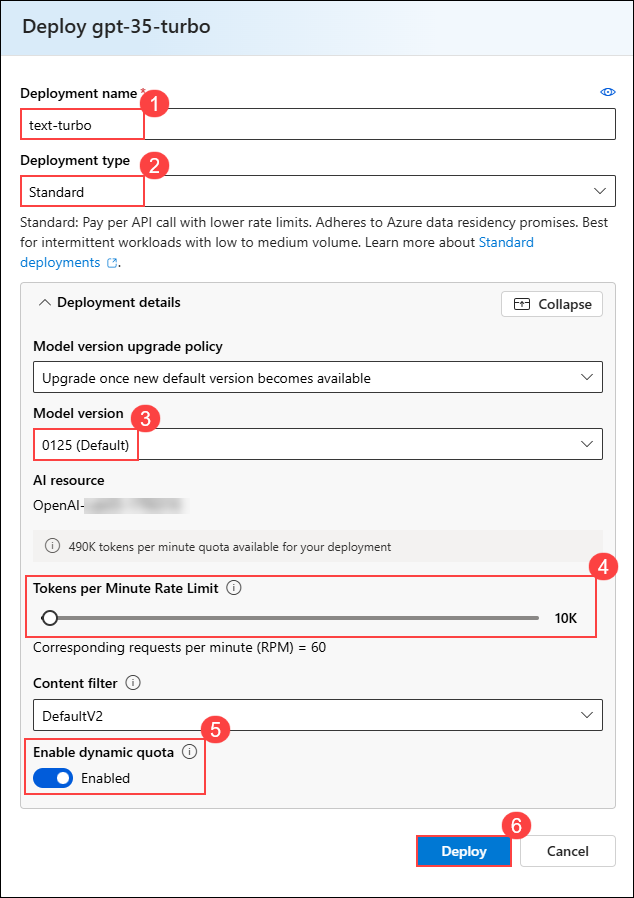 Deploy gpt-35-turbo
Deployment name *
1
text-turbo
Deployment type
2
Standard
Standard: Pay per API call with lower rate limits. Adheres to Azure data residency promises. Best
for intermittent workloads with low to medium volume. Learn more about Standard
deployments.
Deployment details
Collapse
Model version upgrade policy
Upgrade once new default version becomes available
Model version
3
0125 (Default)
AI resource
OpenAI-
490K tokens per minute quota available for your deployment
4
Tokens per Minute Rate Limit
10K
Corresponding requests per minute (RPM) = 60
Content filter
DefaultV2
5
Enable dynamic quota
Enabled
6
Deploy
Cancel